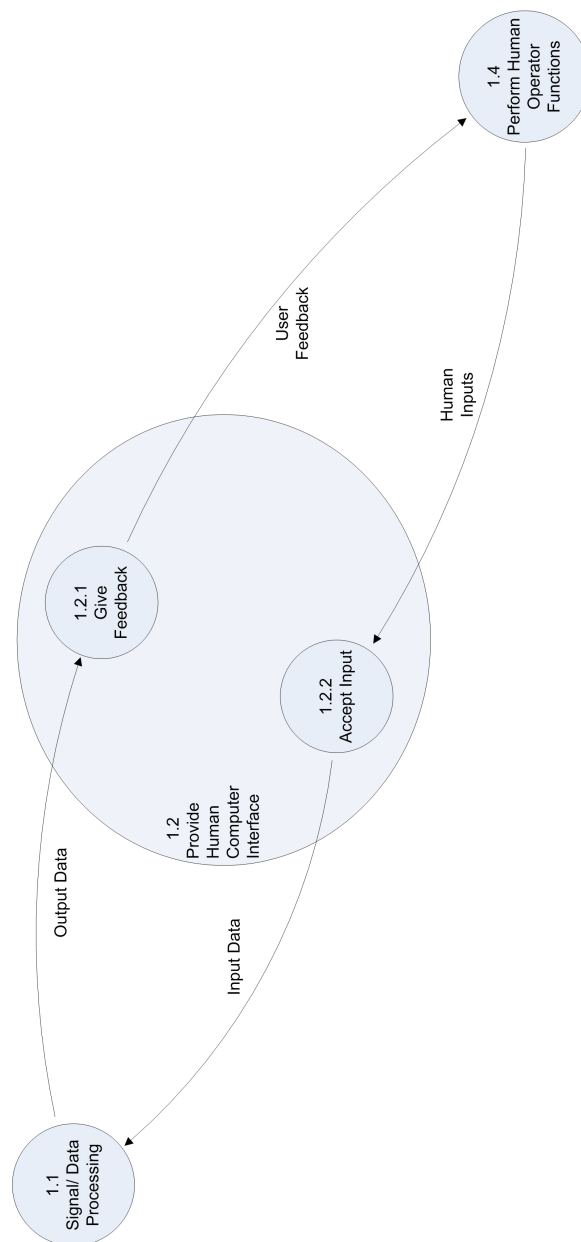 1.1
Signal/ Data
Processing
Output Data
Input Data
1.2
Provide
Human
Computer
Interface
1.2.1
Give
Feedback
1.2.2
Accept Input
User
Feedback
Human
Inputs
1.4
Perform Human
Operator
Functions